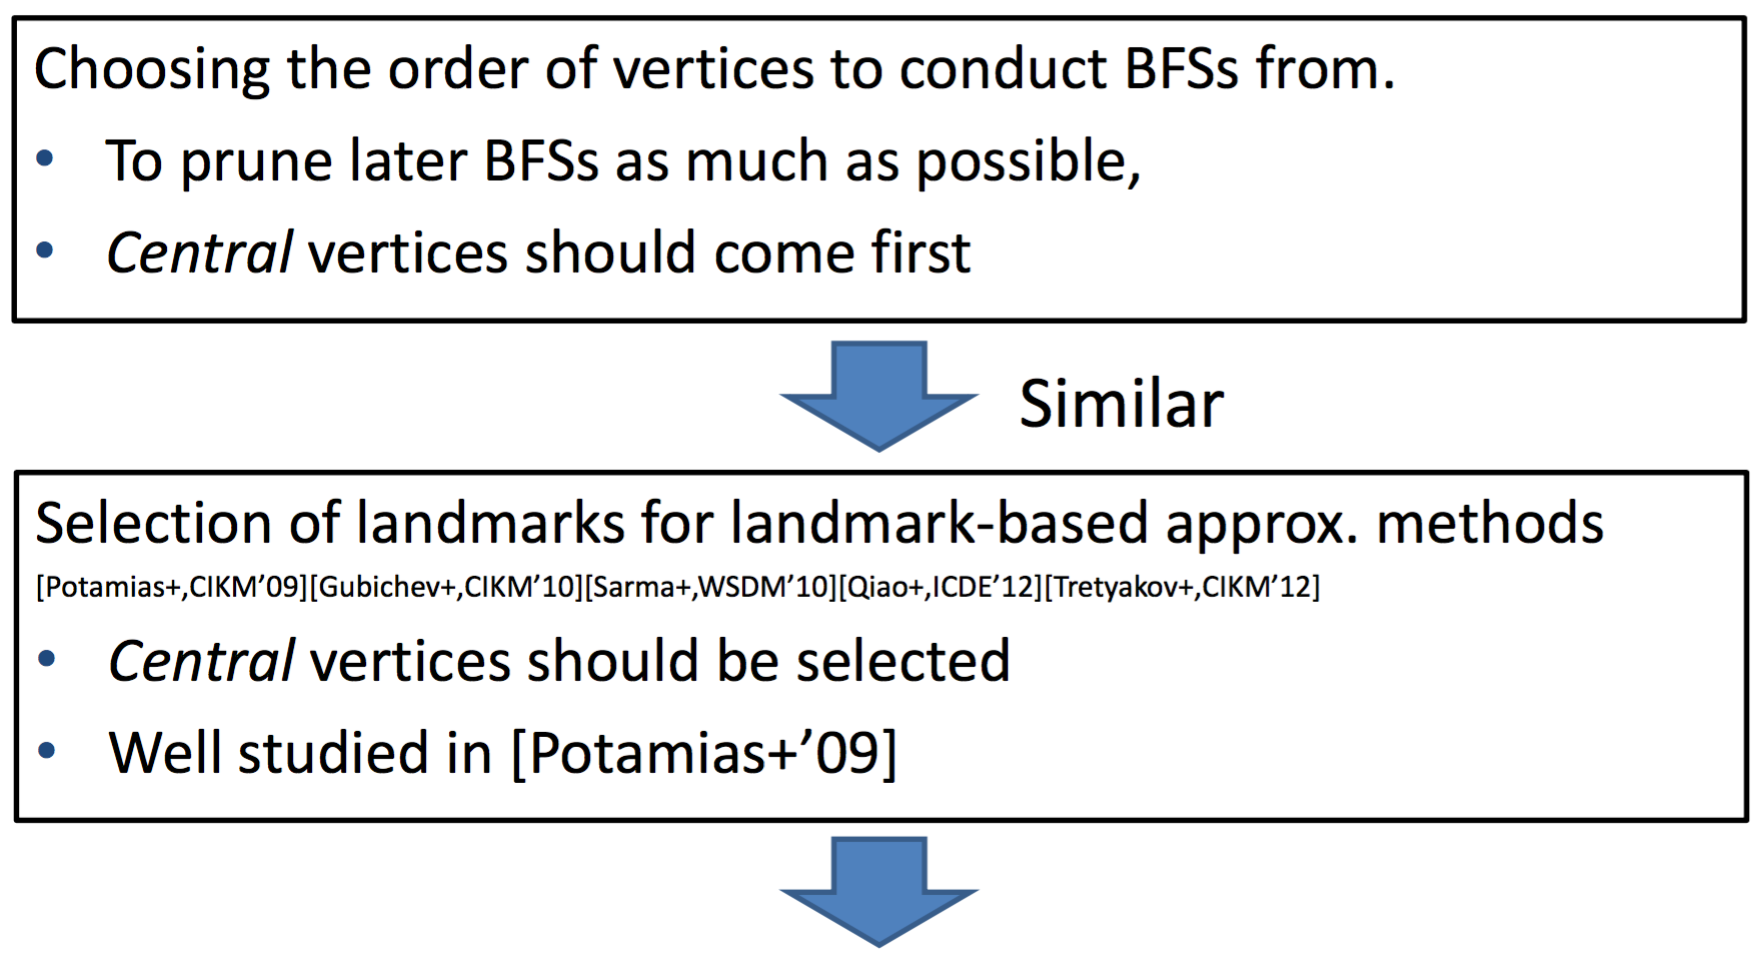 Choosing the order of vertices to conduct BFSs from.
• To prune later BFSs as much as possible,
• Central vertices should come first
Similar
Selection of landmarks for landmark-based approx. methods
[Potamias+,CIKM’09][Gubichev+,CIKM’10][Sarma+,WSDM’10][Qiao+,ICDE’12][Tretyakov+,CIKM’12]
• Central vertices should be selected
• Well studied in [Potamias+’09]